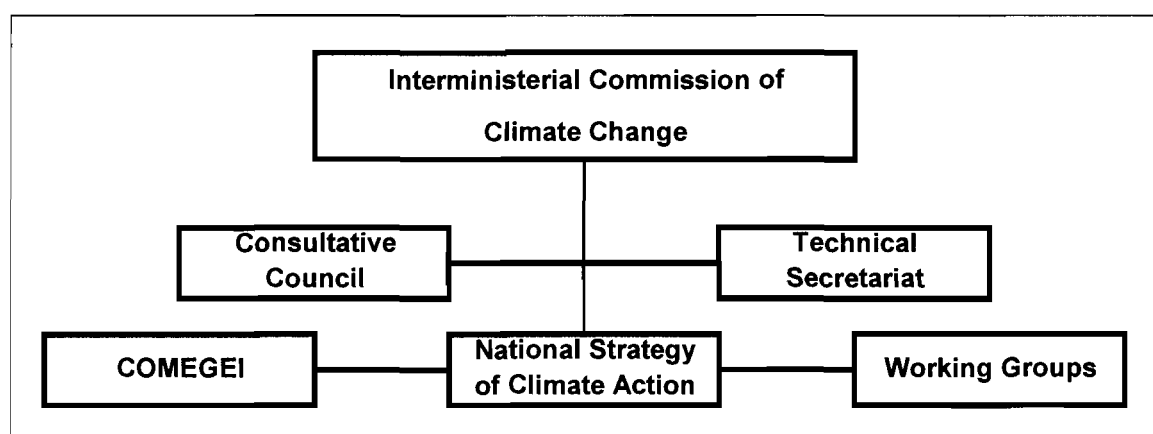 Interministerial Commission of
Climate Change
Consultative
Council
Technical
Secretariat
COMEGEI
National Strategy
of Climate Action
Working Groups